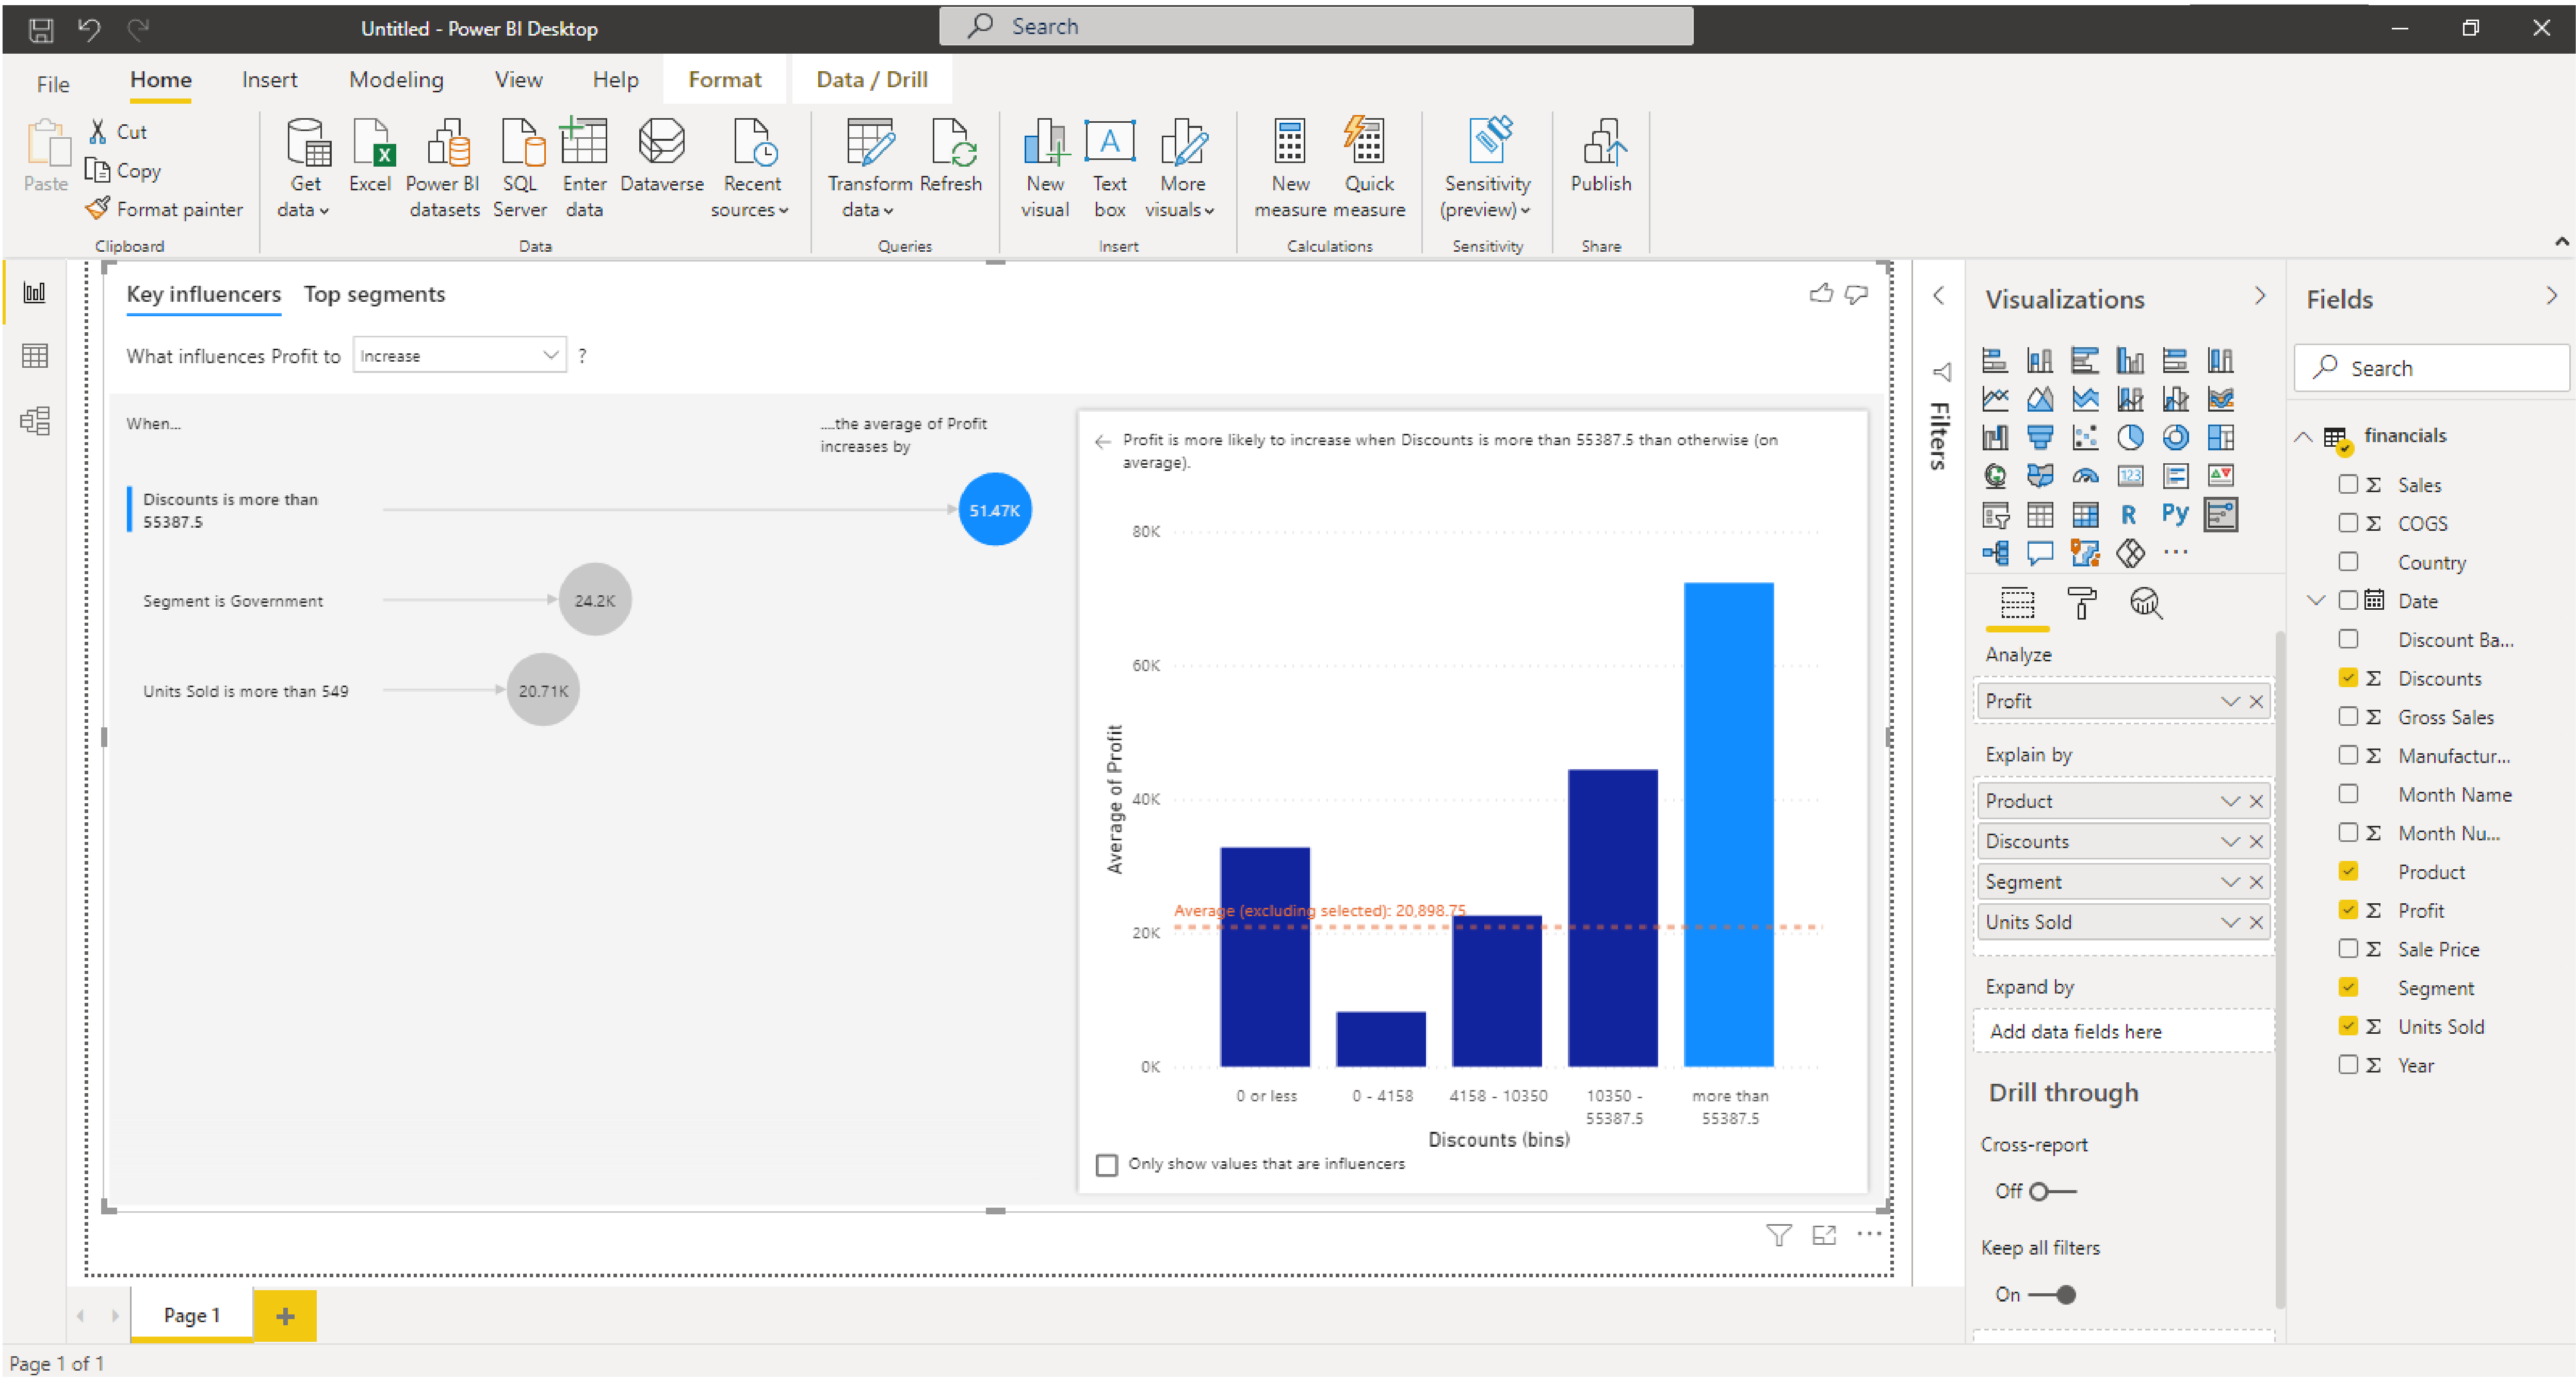 Untitled - Power BI Desktop
Search
File
Home
Insert
Modeling
View
Help
Format
Data / Drill
Paste
Cut
Copy
Format painter
Clipboard
Get
data
Excel
Power BI
datasets
SQL
Server
Enter
data
Dataverse
Recent
sources
Data
Transform
data
Refresh
Queries
New
visual
A
Text
box
More
visuals
Insert
New
measure
Quick
measure
Calculations
Sensitivity
(preview)
Sensitivity
Publish
Share
Key influencers
Top segments
What influences Profit to
Increase
?
When...
....the average of Profit
increases by
Discounts is more than
55387.5
51.47K
Segment is Government
24.2K
Units Sold is more than 549
20.71K
Profit is more likely to increase when Discounts is more than 55387.5 than otherwise (on
average).
80K
60K
40K
20K
0K
Average of Profit
Average (excluding selected): 20,898.75
0 or less
0 - 4158
4158 - 10350
10350 -
55387.5
more than
55387.5
Discounts (bins)
Only show values that are influencers
Page 1
Page 1 of 1
Filters
Visualizations
123
R
Py
Analyze
Profit
Explain by
Product
Discounts
Segment
Units Sold
Expand by
Add data fields here
Drill through
Cross-report
Off
Keep all filters
On
Fields
Search
financials
Σ Sales
Σ COGS
Country
Date
Discount Ba...
Σ Discounts
Σ Gross Sales
Σ Manufactur...
Month Name
Σ Month Nu...
Product
Σ Profit
Σ Sale Price
Segment
Σ Units Sold
Σ Year